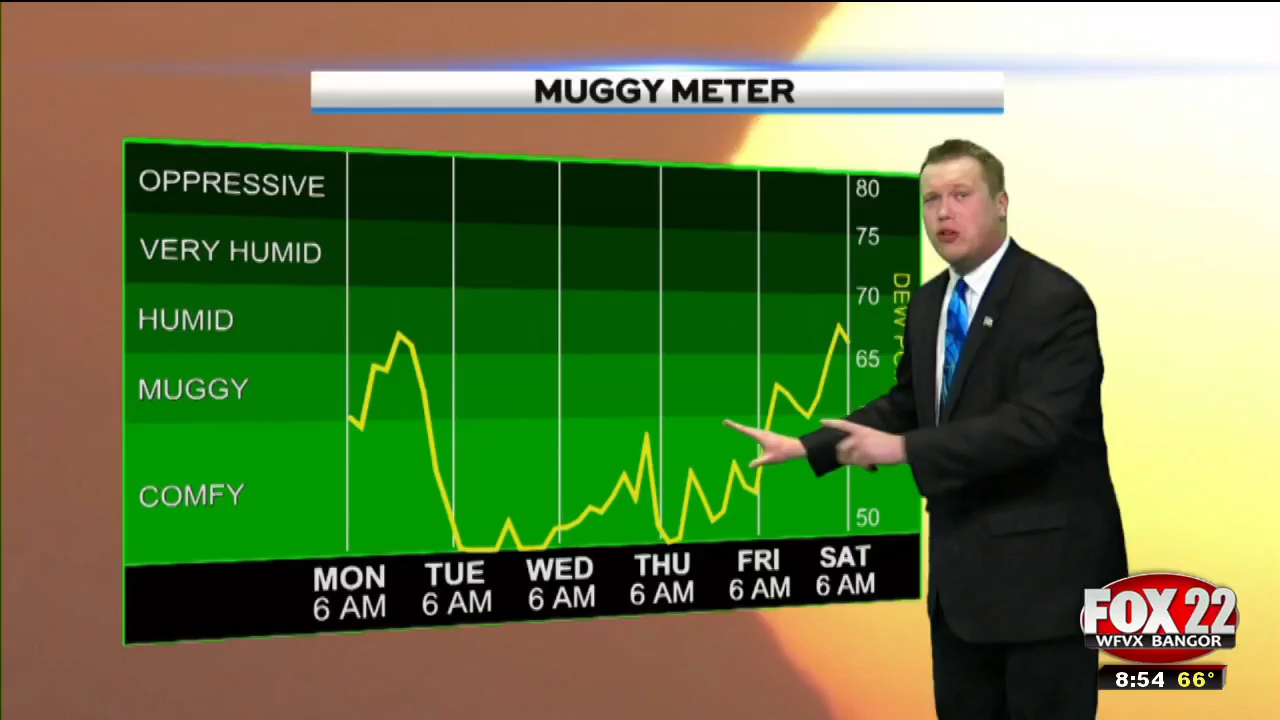 MUGGY METER
OPPRESSIVE
VERY HUMID
HUMID
MUGGY
COMFY
80
75
70
65
50
DEW
MON TUE WED THU FRI SAT
6 AM 6 AM 6 AM 6 AM 6 AM 6 AM
FOX 22
WFVX BANGOR
8:54 66°